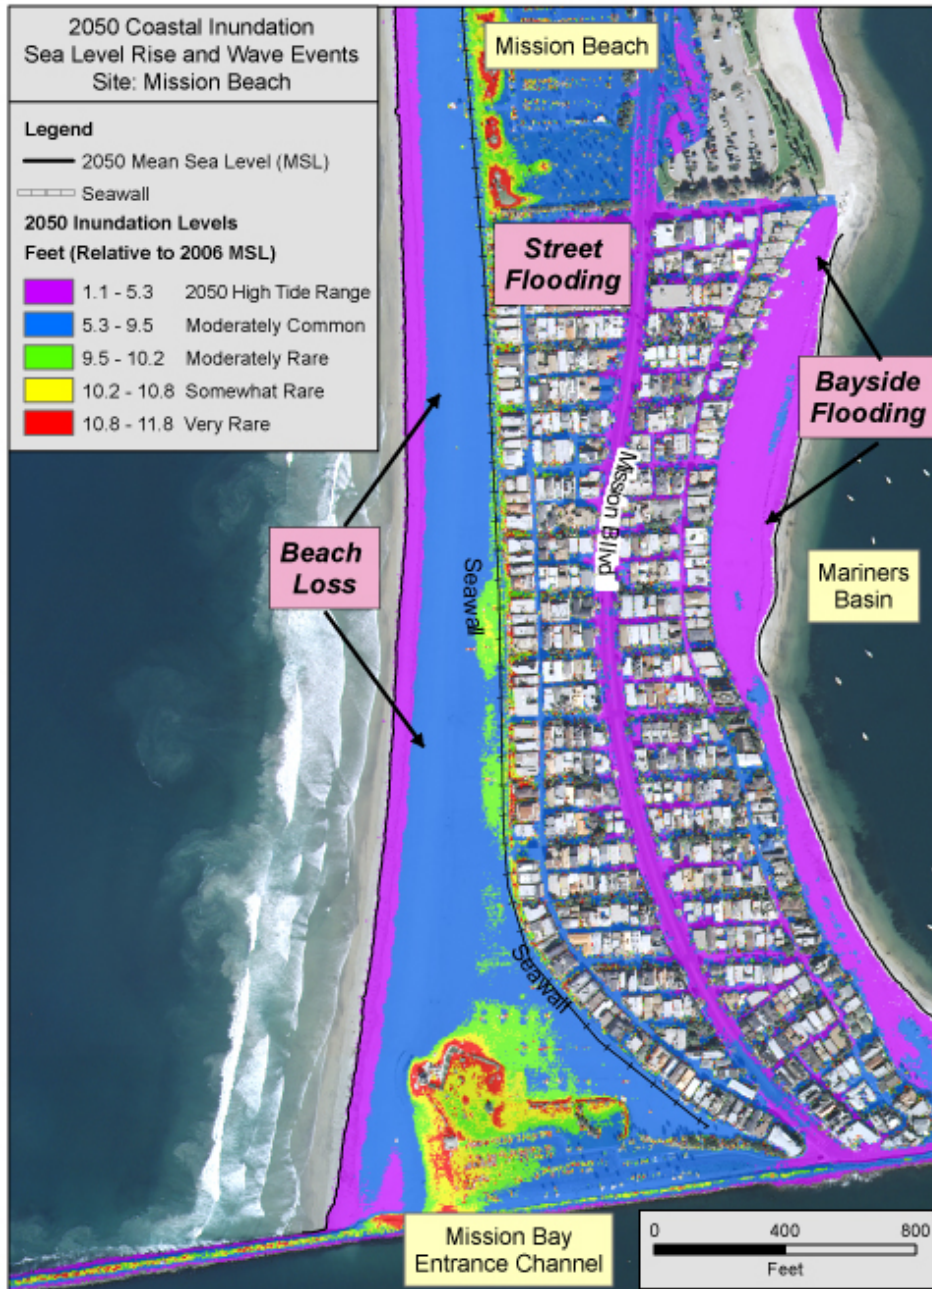 2050 Coastal Inundation
Sea Level Rise and Wave Events
Site: Mission Beach
Legend
2050 Mean Sea Level (MSL)
Seawall
2050 Inundation Levels
Feet (Relative to 2006 MSL)
1.1 - 5.3 2050 High Tide Range
5.3 - 9.5 Moderately Common
9.5 - 10.2 Moderately Rare
10.2 - 10.8 Somewhat Rare
10.8 - 11.8 Very Rare
Mission Beach
Street
Flooding
Bayside
Flooding
Misson Bllvd
Beach
Loss
Seawall
Mariners
Basin
Seawall
Mission Bay
Entrance Channel
0 400 800
Feet